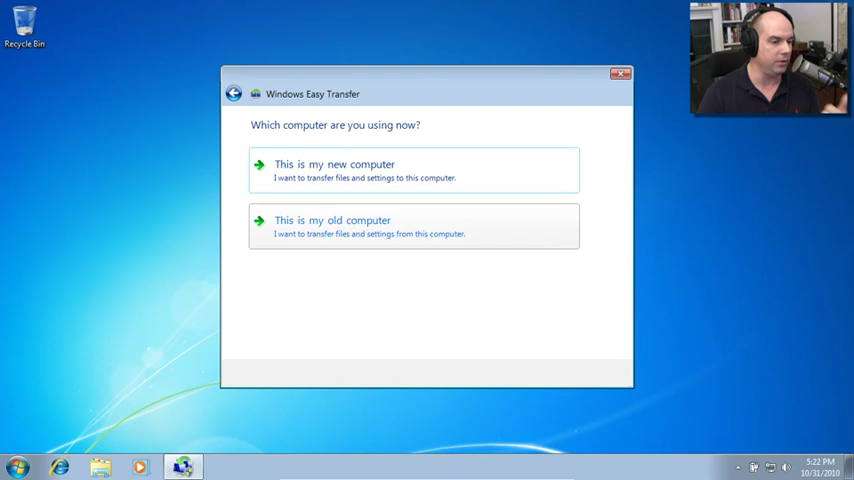 Recycle Bin
Windows Easy Transfer
Which computer are you using now?
This is my new computer
I want to transfer files and settings to this computer.
This is my old computer
I want to transfer files and settings from this computer.
5:22 PM
10/31/2010